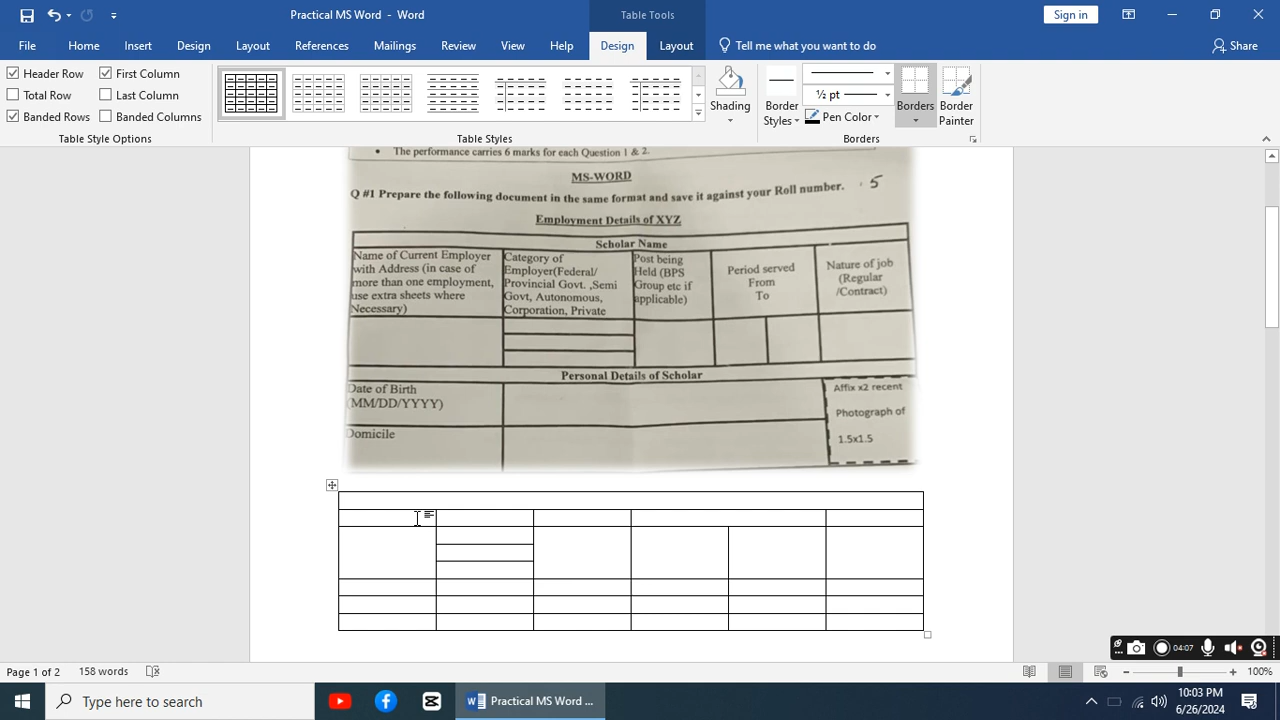 Practical MS Word - Word
Table Tools
Sign in
File Home Insert Design Layout References Mailings Review View Help Design Layout Tell me what you want to do Share
Header Row First Column
Total Row Last Column
Banded Rows Banded Columns
Table Style Options
Table Styles
Shading
Border
Styles
½ pt
Pen Color
Borders
Border
Painter
Borders
• The performance carries 6 marks for each Question 1 & 2.
MS-WORD
Q #1 Prepare the following document in the same format and save it against your Roll number. 5
Employment Details of XYZ
Scholar Name
Name of Current Employer
with Address (in case of
more than one employment,
use extra sheets where
Necessary)
Category of
Employer(Federal/
Provincial Govt. ,Semi
Govt, Autonomous,
Corporation, Private
Post being
Held (BPS
Group etc if
applicable)
Period served
From
To
Nature of job
(Regular
/Contract)
Personal Details of Scholar
Date of Birth
(MM/DD/YYYY)
Affix x2 recent
Photograph of
1.5x1.5
Domicile
04:07
Page 1 of 2 158 words
100%
Type here to search
Practical MS Word ...
10:03 PM
6/26/2024